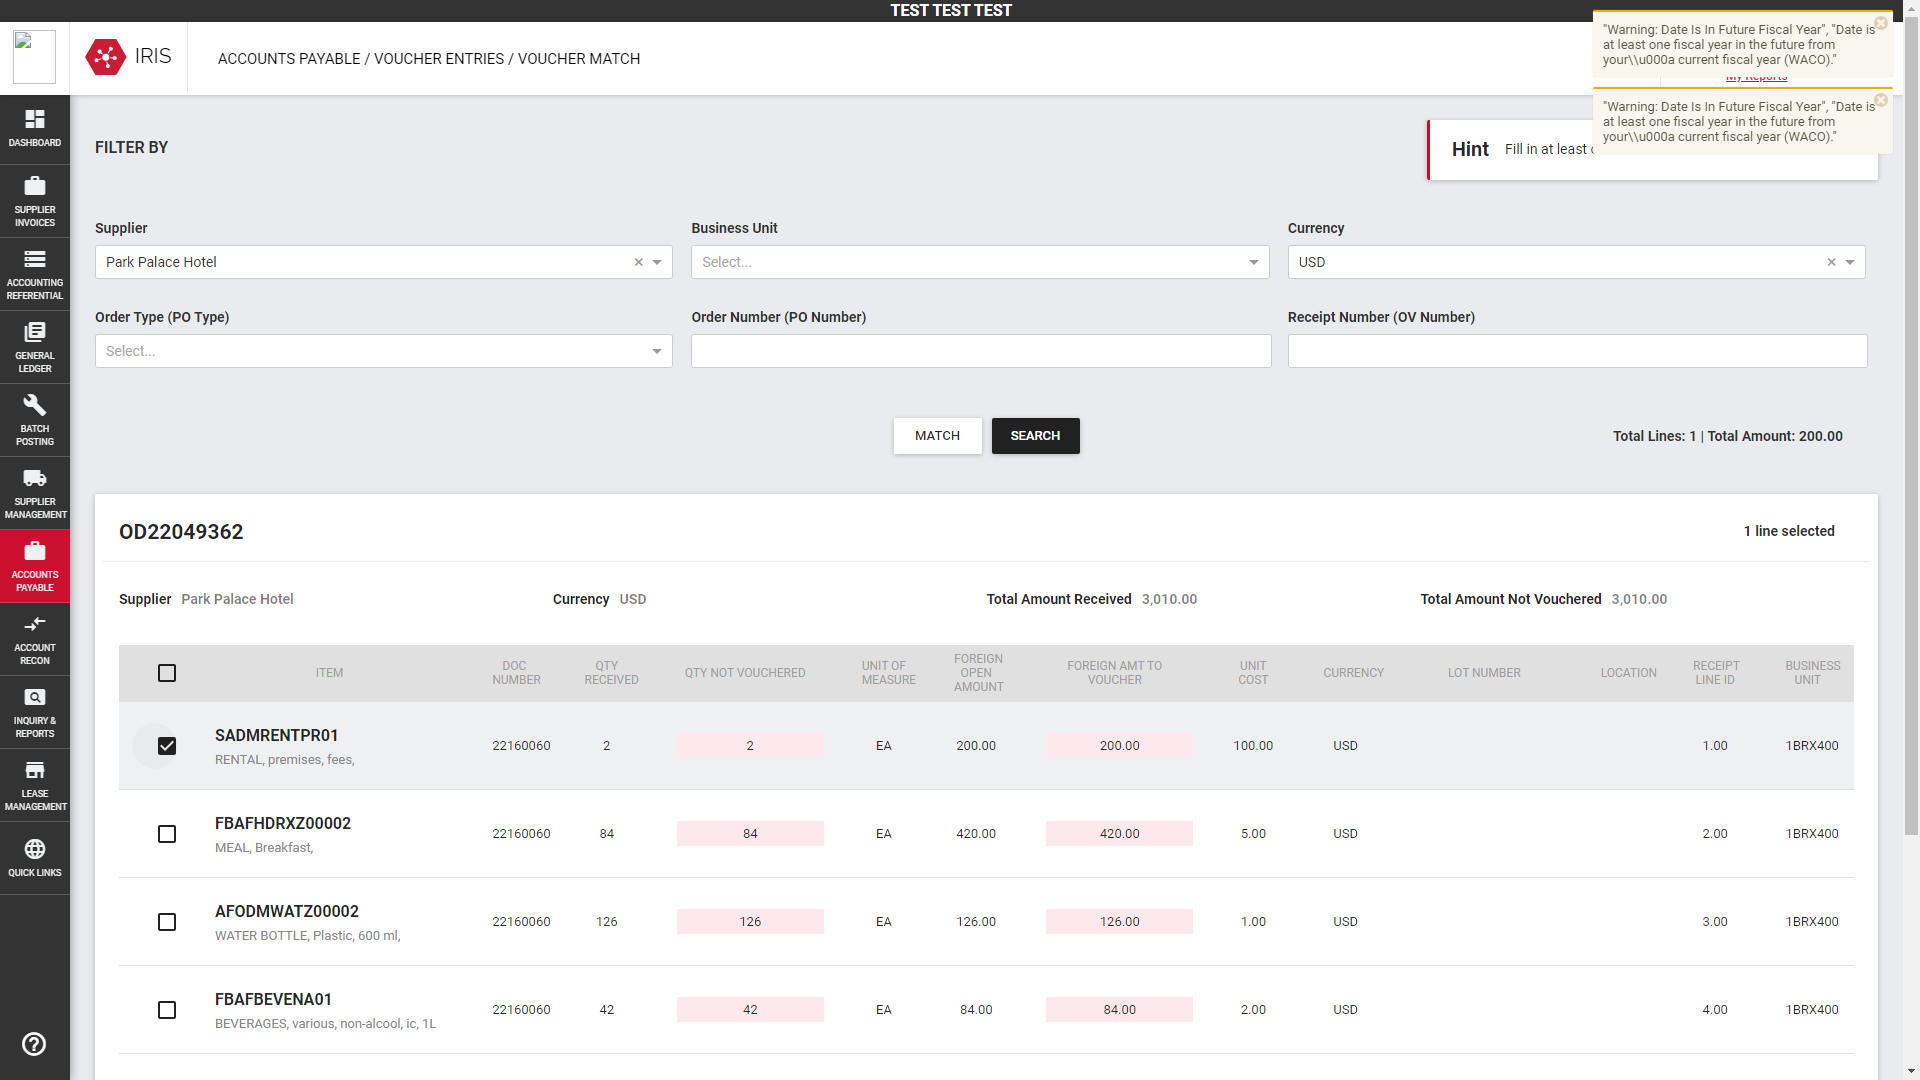 TEST TEST TEST
IRIS
ACCOUNTS PAYABLE / VOUCHER ENTRIES / VOUCHER MATCH
"Warning: Date Is In Future Fiscal Year", "Date is
at least one fiscal year in the future from
your\\u000a current fiscal year (WACO)."
My Reports
"Warning: Date Is In Future Fiscal Year", "Date is
at least one fiscal year in the future from
your\\u000a current fiscal year (WACO)."
DASHBOARD
SUPPLIER
INVOICES
ACCOUNTING
REFERENTIAL
GENERAL
LEDGER
BATCH
POSTING
SUPPLIER
MANAGEMENT
ACCOUNTS
PAYABLE
ACCOUNT
RECON
INQUIRY &
REPORTS
LEASE
MANAGEMENT
QUICK LINKS
FILTER BY
Hint Fill in at least
Supplier Business Unit Currency
Park Palace Hotel Select... USD
Order Type (PO Type) Order Number (PO Number) Receipt Number (OV Number)
Select...
MATCH SEARCH Total Lines: 1 | Total Amount: 200.00
OD22049362 1 line selected
Supplier Park Palace Hotel Currency USD Total Amount Received 3,010.00 Total Amount Not Vouchered 3,010.00
ITEM DOC NUMBER QTY RECEIVED QTY NOT VOUCHERED UNIT OF MEASURE FOREIGN OPEN AMOUNT FOREIGN AMT TO VOUCHER UNIT COST CURRENCY LOT NUMBER LOCATION RECEIPT LINE ID BUSINESS UNIT
SADMRENTPR01
RENTAL, premises, fees,
22160060 2 2 EA 200.00 200.00 100.00 USD 1.00 1BRX400
FBAFHDRXZ00002
MEAL, Breakfast,
22160060 84 84 EA 420.00 420.00 5.00 USD 2.00 1BRX400
AFODMWATZ00002
WATER BOTTLE, Plastic, 600 ml,
22160060 126 126 EA 126.00 126.00 1.00 USD 3.00 1BRX400
FBAFBEVENA01
BEVERAGES, various, non-alcool, ic, 1L
22160060 42 42 EA 84.00 84.00 2.00 USD 4.00 1BRX400